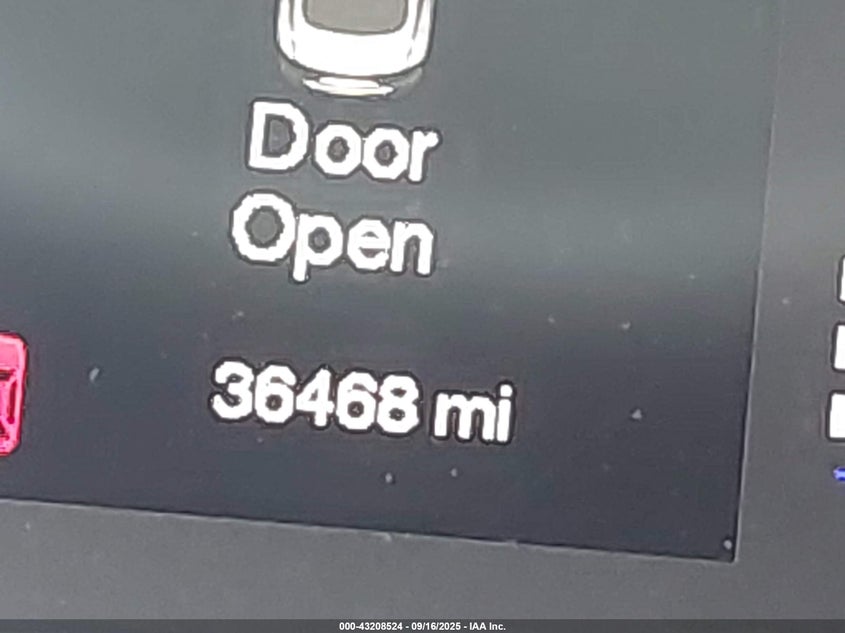 Door
Open
36468 mi
000-43208524 - 09/16/2025 - IAA Inc.